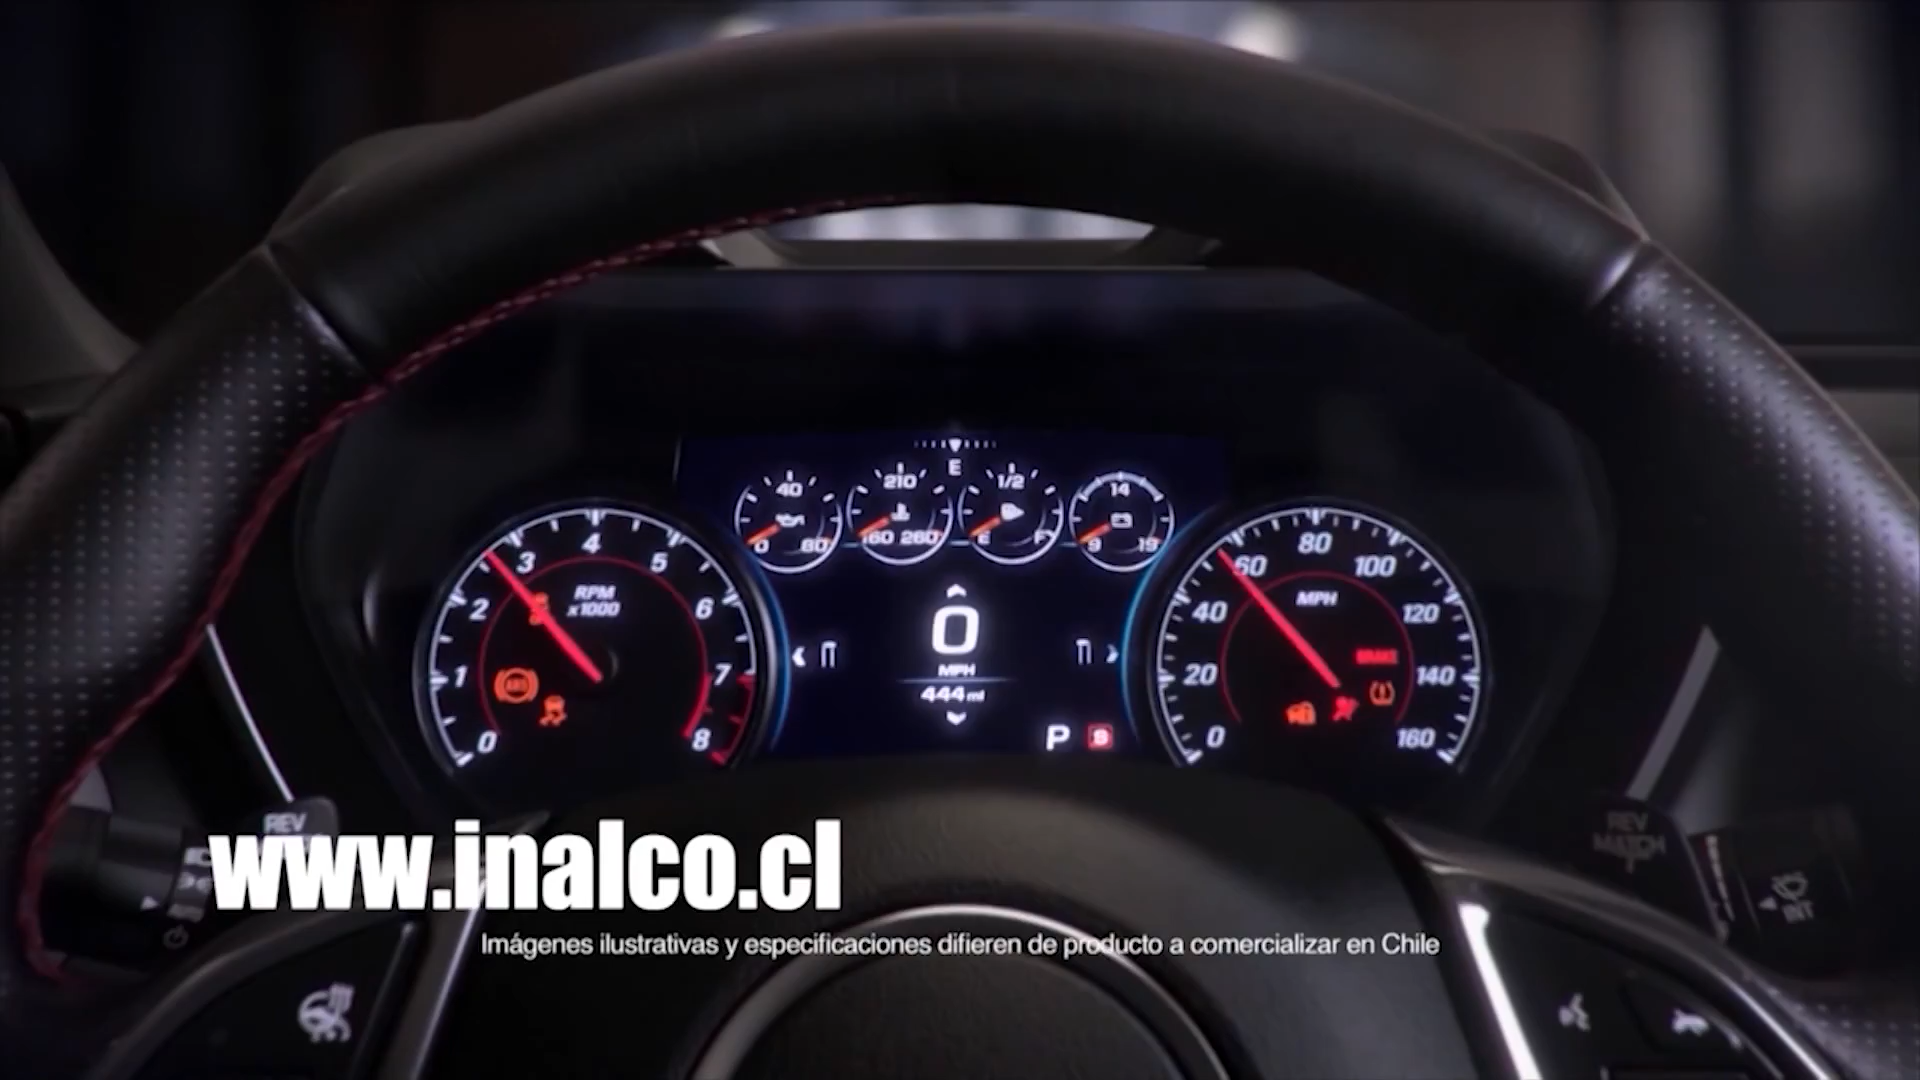 E
40
0 80
210
160 260
1/2
E F
14
9 19
0 1 2 3 4 5 6 7 8
RPM
x1000
ABS
0
MPH
444 mi
P S
0 20 40 60 80 100 120 140 160
MPH
BRAKE
REV
REV
MATCH
INT
www.inalco.cl
Imágenes ilustrativas y especificaciones difieren de producto a comercializar en Chile